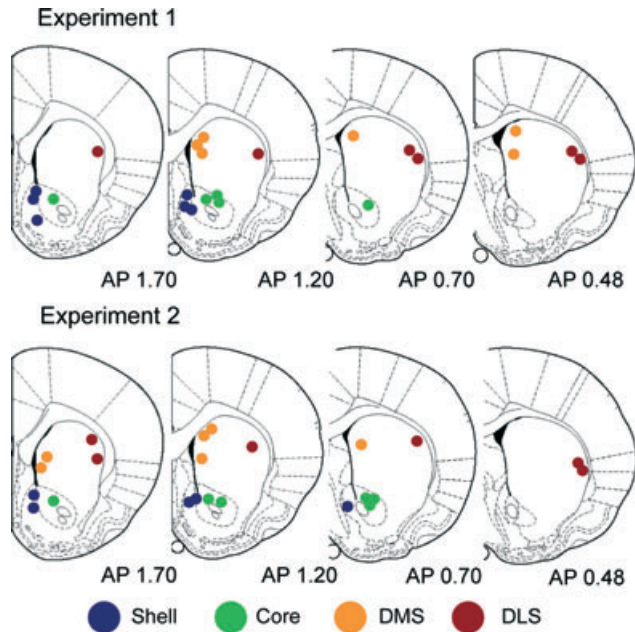 Experiment 1
AP 1.70 AP 1.20 AP 0.70 AP 0.48
Experiment 2
AP 1.70 AP 1.20 AP 0.70 AP 0.48
Shell Core DMS DLS